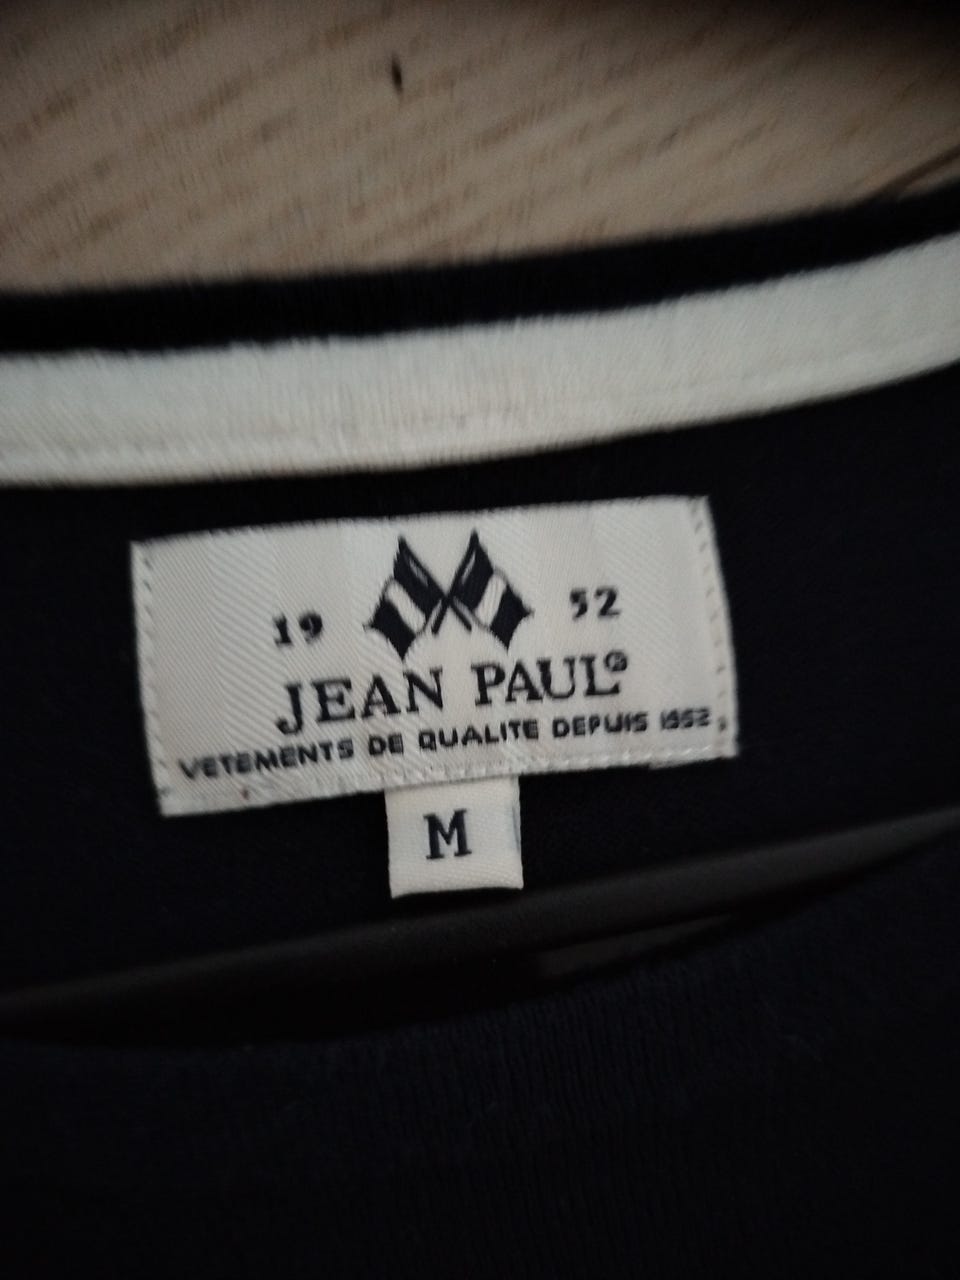 19 52
JEAN PAUL®
VETEMENTS DE QUALITE DEPUIS 1952
M